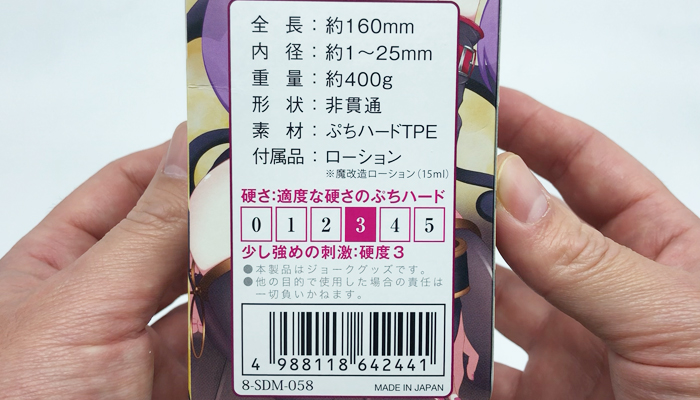 全 長：約160mm
内 径：約1～25mm
重 量：約400g
形 状：非貫通
素 材：ぷちハードTPE
付属品：ローション
※魔改造ローション（15ml）
硬さ:適度な硬さのぷちハード
0 1 2 3 4 5
少し強めの刺激:硬度3
●本製品はジョークグッズです。
●他の目的で使用した場合の責任は
一切負いかねます。
4 988118 642441
8-SDM-058 MADE IN JAPAN